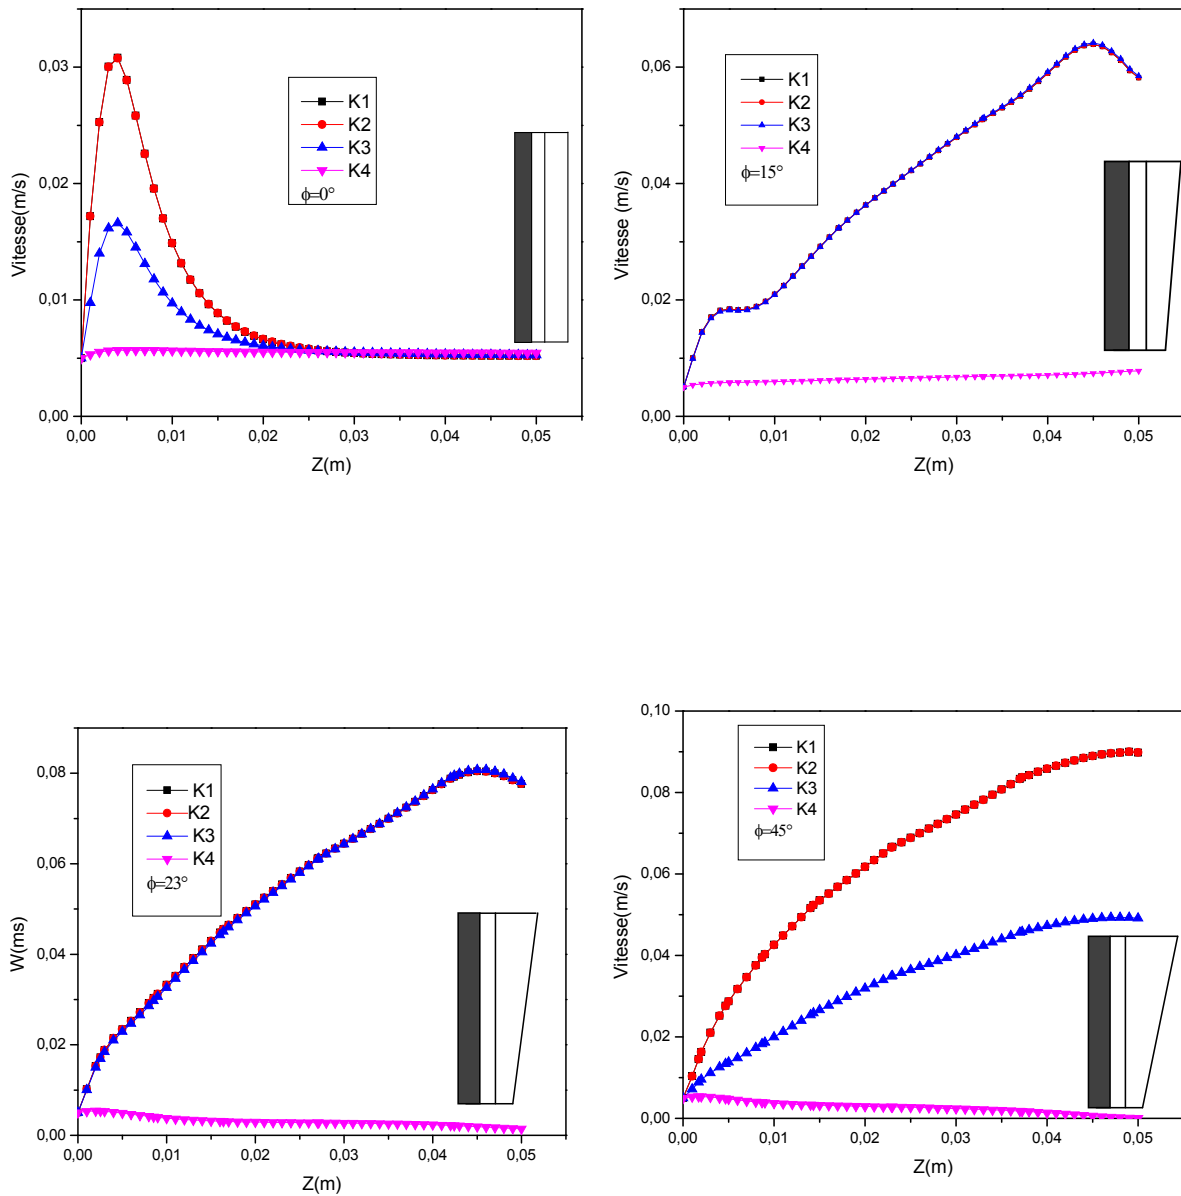 0,03
0,02
0,01
0,00
Vitesse(m/s)
K1
K2
K3
K4
ϕ=0°
0,00
0,01
0,02
0,03
0,04
0,05
Z(m)
0,06
0,04
0,02
0,00
Vitesse (m/s)
K1
K2
K3
K4
ϕ=15°
0,00
0,01
0,02
0,03
0,04
0,05
Z(m)
0,08
0,06
0,04
0,02
0,00
W(ms)
K1
K2
K3
K4
ϕ=23°
0,00
0,01
0,02
0,03
0,04
0,05
Z(m)
0,10
0,08
0,06
0,04
0,02
0,00
Vitesse(m/s)
K1
K2
K3
K4
ϕ=45°
0,00
0,01
0,02
0,03
0,04
0,05
Z(m)